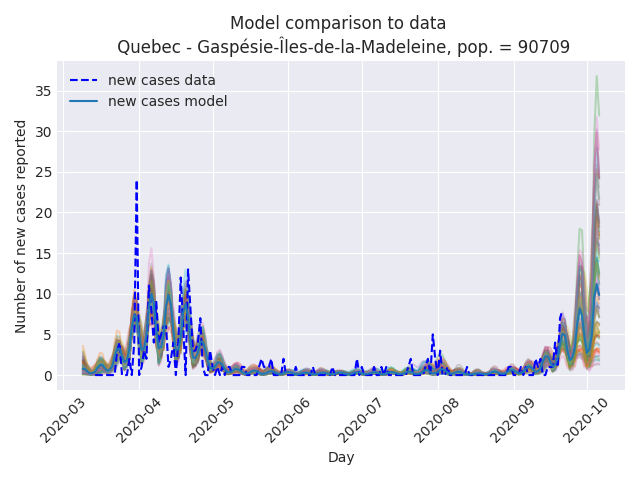 Model comparison to data
Quebec - Gaspésie-Îles-de-la-Madeleine, pop. = 90709
new cases data
new cases model
Number of new cases reported
35
30
25
20
15
10
5
0
2020-03
2020-04
2020-05
2020-06
2020-07
2020-08
2020-09
2020-10
Day